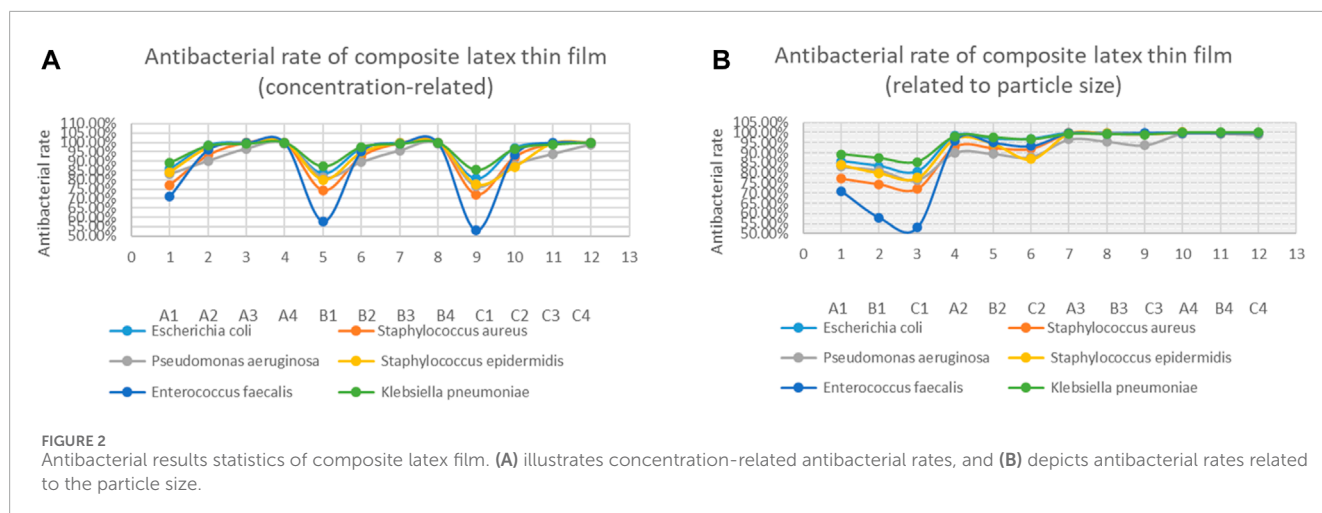 A
Antibacterial rate of composite latex thin film
(concentration-related)
Antibacterial rate
110.00%
105.00%
100.00%
95.00%
90.00%
85.00%
80.00%
75.00%
70.00%
65.00%
60.00%
55.00%
50.00%
0 1 2 3 4 5 6 7 8 9 10 11 12 13
A1 A2 A3 A4 B1 B2 B3 B4 C1 C2 C3 C4
Escherichia coli Staphylococcus aureus
Pseudomonas aeruginosa Staphylococcus epidermidis
Enterococcus faecalis Klebsiella pneumoniae
B
Antibacterial rate of composite latex thin film
(related to particle size)
Antibacterial rate
105.00%
100.00%
95.00%
90.00%
85.00%
80.00%
75.00%
70.00%
65.00%
60.00%
55.00%
50.00%
0 1 2 3 4 5 6 7 8 9 10 11 12 13
A1 B1 C1 A2 B2 C2 A3 B3 C3 A4 B4 C4
Escherichia coli Staphylococcus aureus
Pseudomonas aeruginosa Staphylococcus epidermidis
Enterococcus faecalis Klebsiella pneumoniae
FIGURE 2
Antibacterial results statistics of composite latex film. (A) illustrates concentration-related antibacterial rates, and (B) depicts antibacterial rates related
to the particle size.